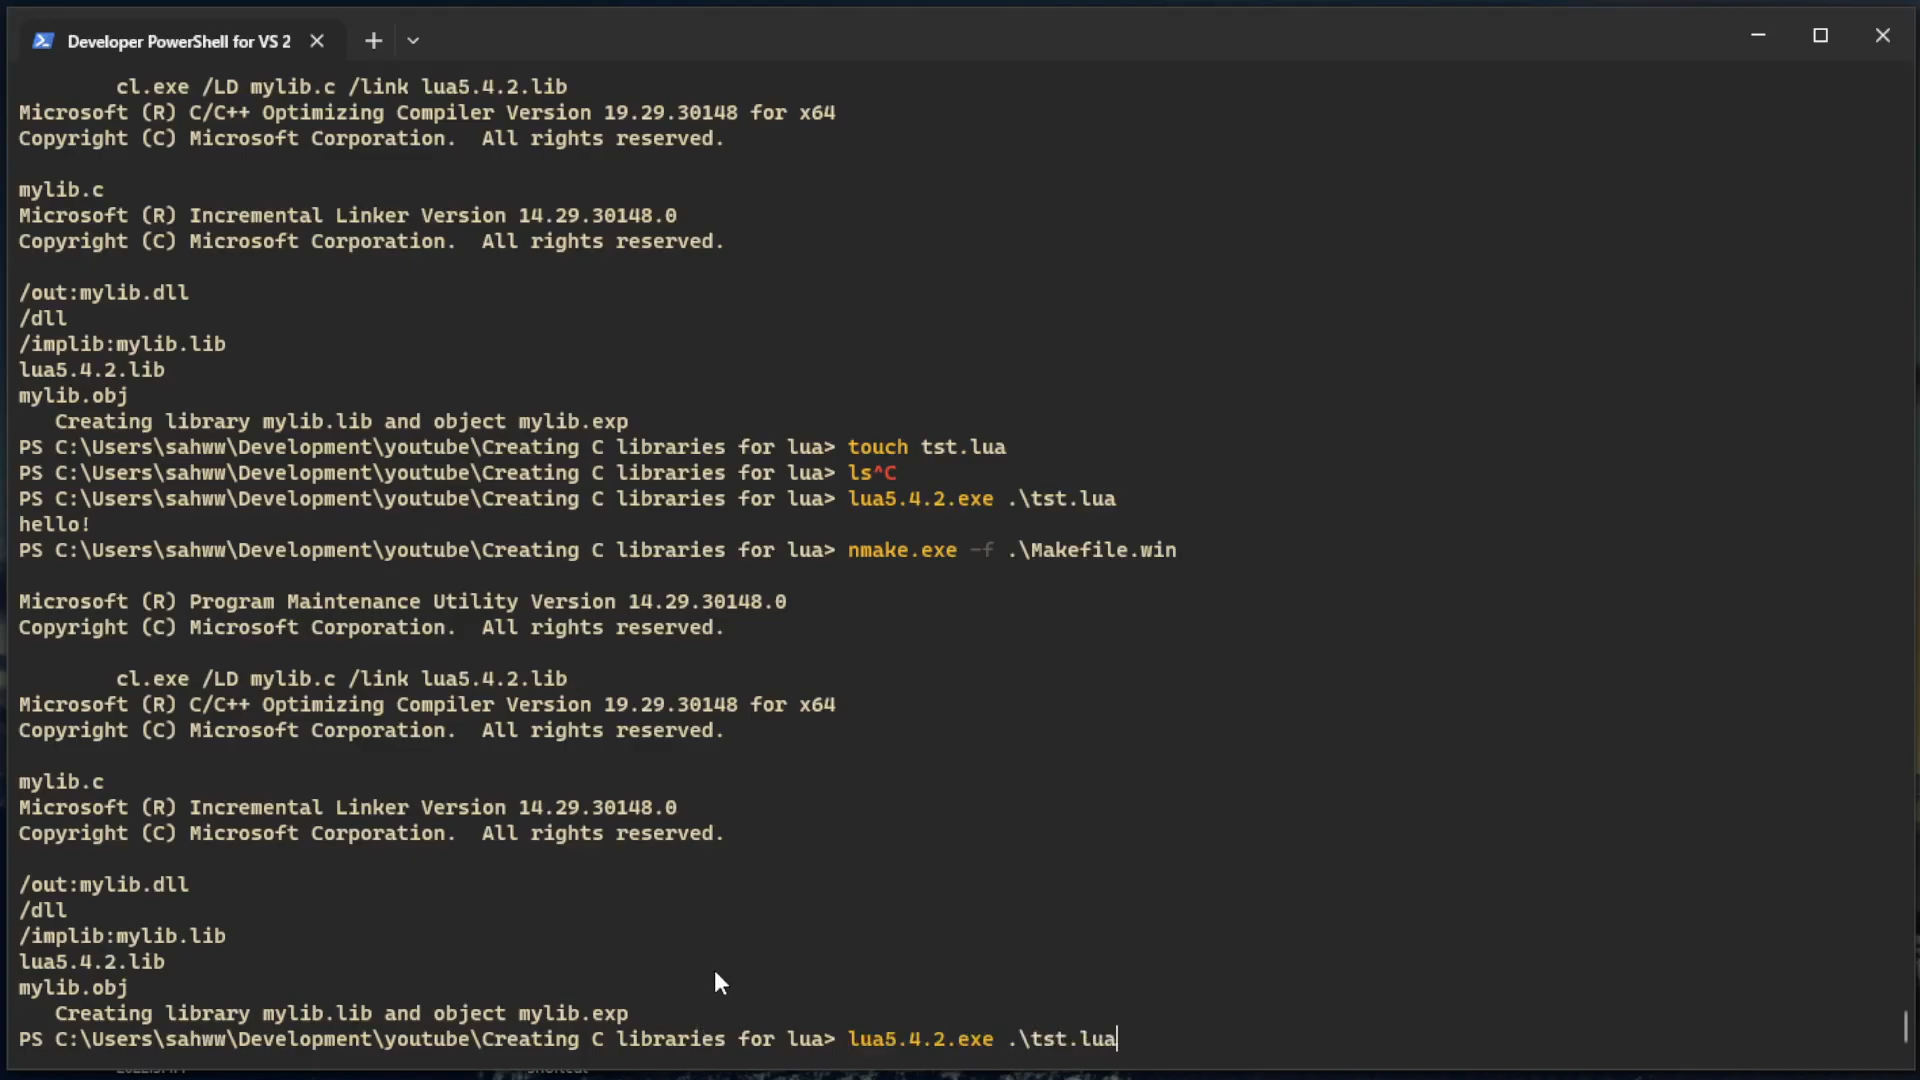 Developer PowerShell for VS 2
cl.exe /LD mylib.c /link lua5.4.2.lib
Microsoft (R) C/C++ Optimizing Compiler Version 19.29.30148 for x64
Copyright (C) Microsoft Corporation.  All rights reserved.
mylib.c
Microsoft (R) Incremental Linker Version 14.29.30148.0
Copyright (C) Microsoft Corporation.  All rights reserved.
/out:mylib.dll
/dll
/implib:mylib.lib
lua5.4.2.lib
mylib.obj
Creating library mylib.lib and object mylib.exp
PS C:\Users\sahww\Development\youtube\Creating C libraries for lua> touch tst.lua
PS C:\Users\sahww\Development\youtube\Creating C libraries for lua> ls^C
PS C:\Users\sahww\Development\youtube\Creating C libraries for lua> lua5.4.2.exe .\tst.lua
hello!
PS C:\Users\sahww\Development\youtube\Creating C libraries for lua> nmake.exe -f .\Makefile.win
Microsoft (R) Program Maintenance Utility Version 14.29.30148.0
Copyright (C) Microsoft Corporation.  All rights reserved.
cl.exe /LD mylib.c /link lua5.4.2.lib
Microsoft (R) C/C++ Optimizing Compiler Version 19.29.30148 for x64
Copyright (C) Microsoft Corporation.  All rights reserved.
mylib.c
Microsoft (R) Incremental Linker Version 14.29.30148.0
Copyright (C) Microsoft Corporation.  All rights reserved.
/out:mylib.dll
/dll
/implib:mylib.lib
lua5.4.2.lib
mylib.obj
Creating library mylib.lib and object mylib.exp
PS C:\Users\sahww\Development\youtube\Creating C libraries for lua> lua5.4.2.exe .\tst.lua